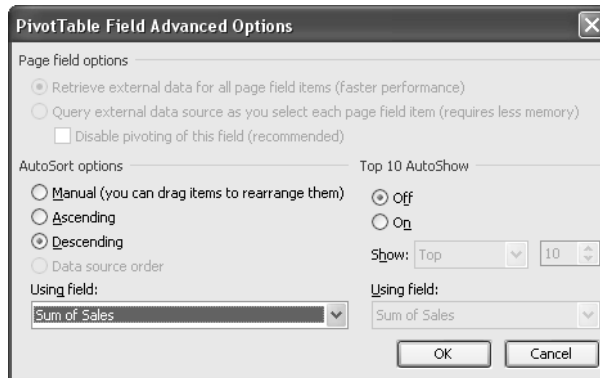 PivotTable Field Advanced Options
Page field options
Retrieve external data for all page field items (faster performance)
Query external data source as you select each page field item (requires less memory)
Disable pivoting of this field (recommended)
AutoSort options
Manual (you can drag items to rearrange them)
Ascending
Descending
Data source order
Using field:
Sum of Sales
Top 10 AutoShow
Off
On
Show: Top 10
Using field:
Sum of Sales
OK Cancel